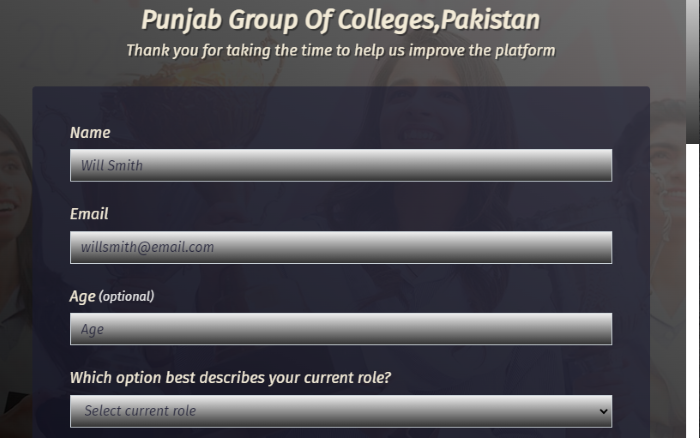 Punjab Group Of Colleges,Pakistan
Thank you for taking the time to help us improve the platform
Name
Will Smith
Email
willsmith@email.com
Age (optional)
Age
Which option best describes your current role?
Select current role